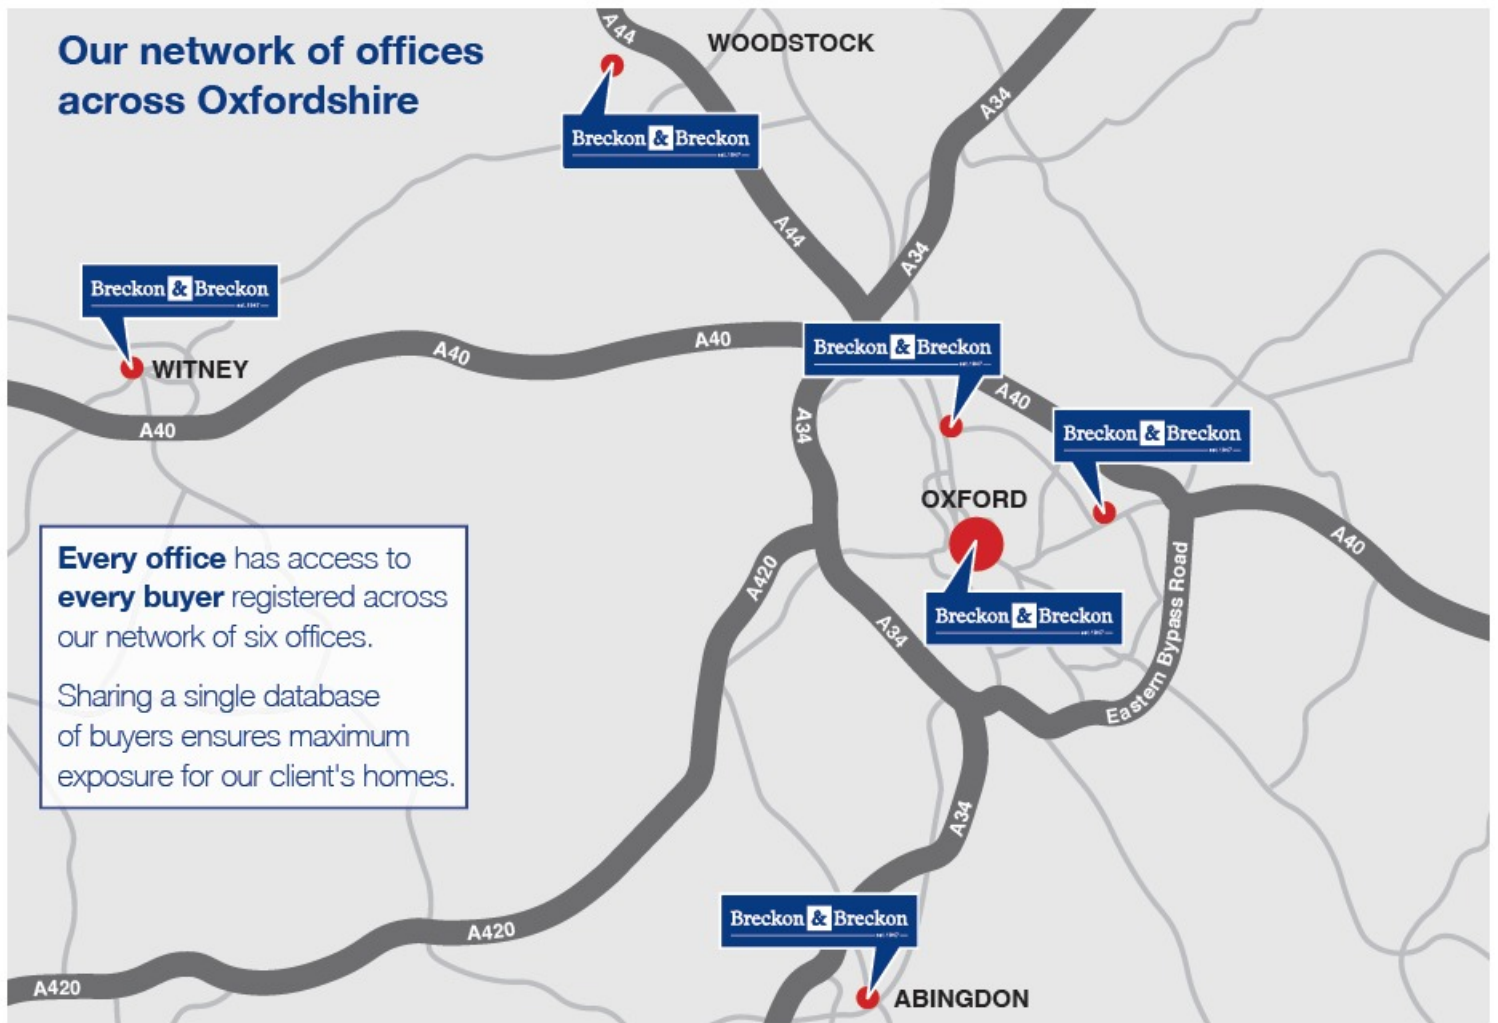 Our network of offices
across Oxfordshire
A44
WOODSTOCK
Breckon & Breckon
A34
A44
A34
Breckon & Breckon
WITNEY
A40
A40
A40
Breckon & Breckon
A40
A34
Breckon & Breckon
OXFORD
A40
Breckon & Breckon
A420
A34
Eastern Bypass Road
Every office has access to
every buyer registered across
our network of six offices.
Sharing a single database
of buyers ensures maximum
exposure for our client's homes.
A34
Breckon & Breckon
A420
A420
ABINGDON